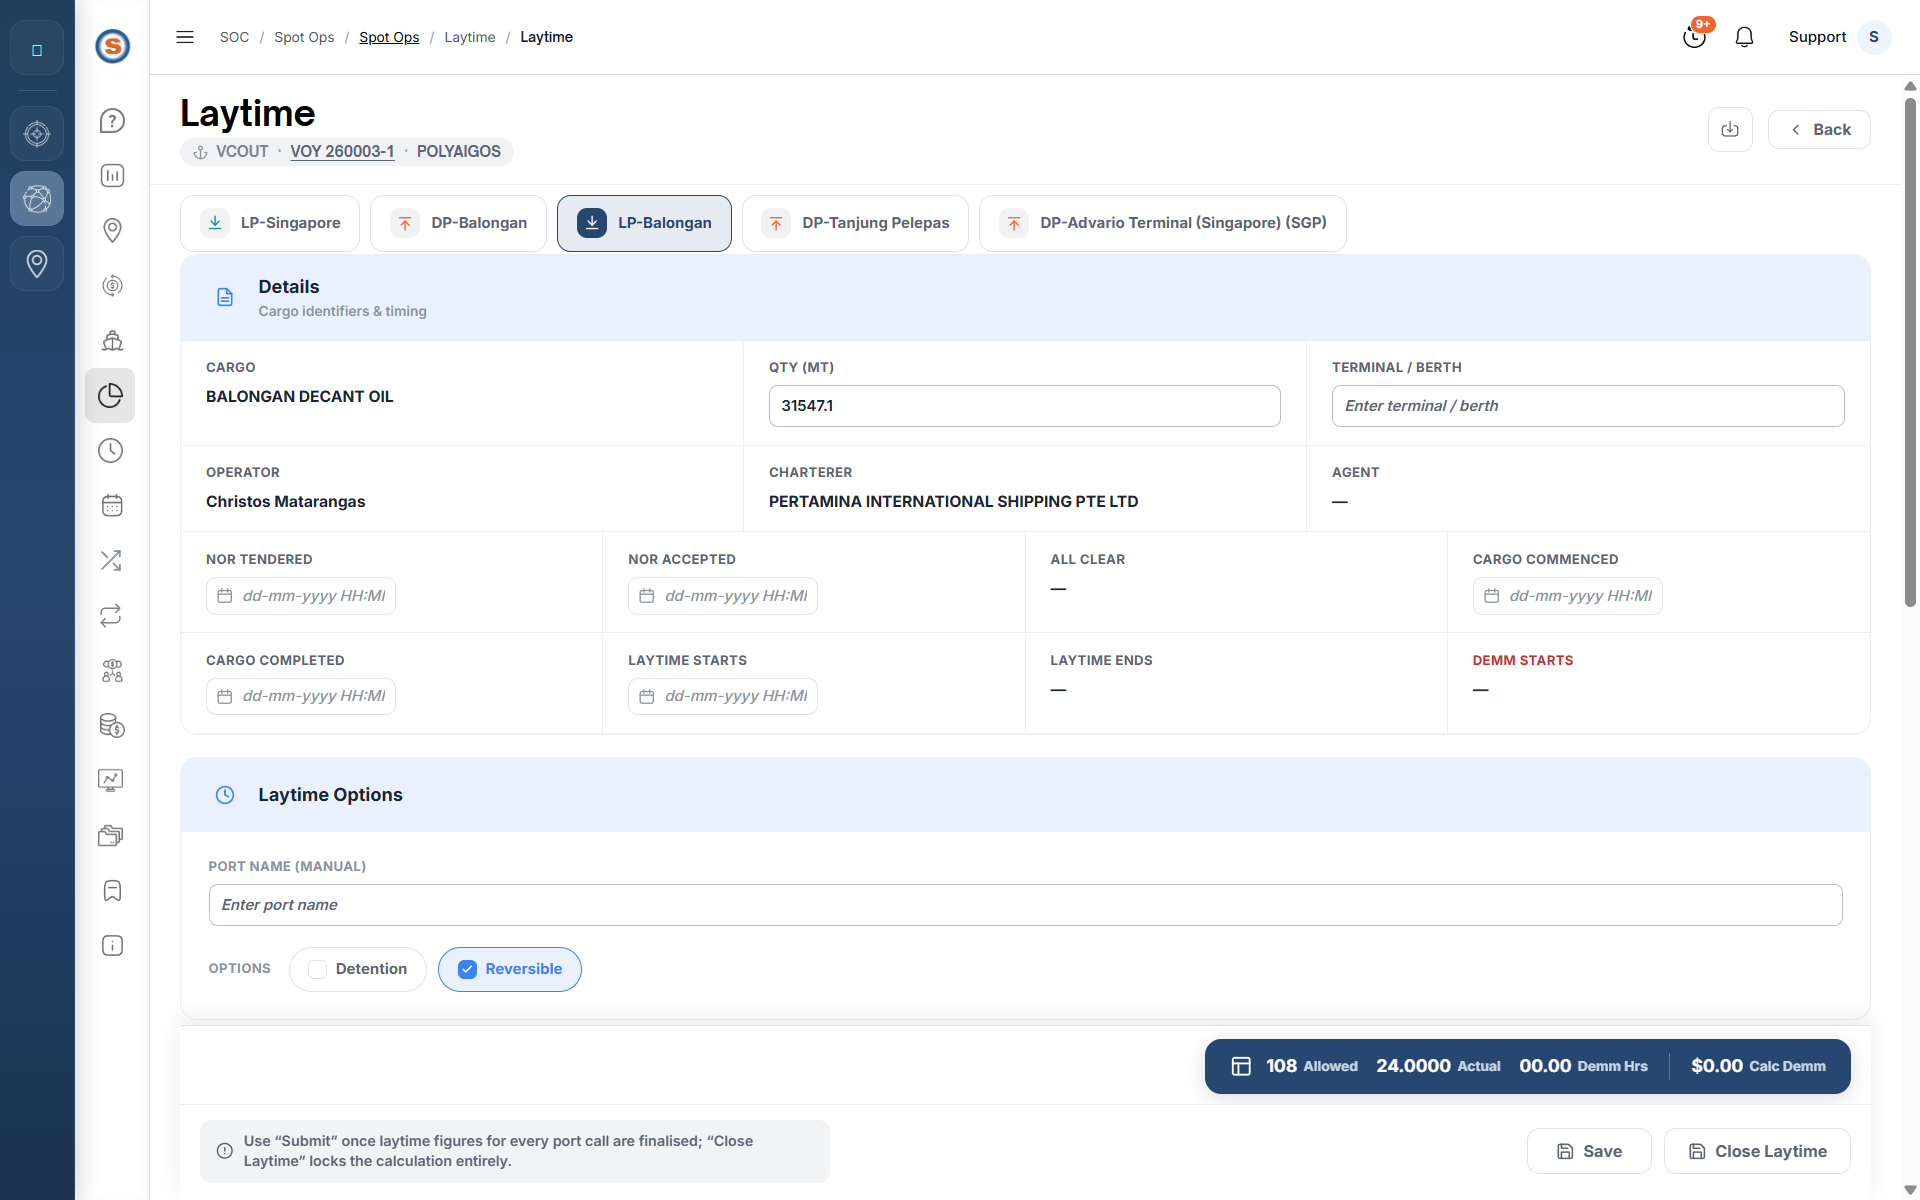 SOC / Spot Ops / Spot Ops / Laytime / Laytime
9+
Support S
Laytime
VCOUT · VOY 260003-1 · POLYAIGOS
Back
LP-Singapore
DP-Balongan
LP-Balongan
DP-Tanjung Pelepas
DP-Advario Terminal (Singapore) (SGP)
Details
Cargo identifiers & timing
CARGO
BALONGAN DECANT OIL
QTY (MT)
31547.1
TERMINAL / BERTH
Enter terminal / berth
OPERATOR
Christos Matarangas
CHARTERER
PERTAMINA INTERNATIONAL SHIPPING PTE LTD
AGENT
—
NOR TENDERED
dd-mm-yyyy HH:MM
NOR ACCEPTED
dd-mm-yyyy HH:MM
ALL CLEAR
—
CARGO COMMENCED
dd-mm-yyyy HH:MM
CARGO COMPLETED
dd-mm-yyyy HH:MM
LAYTIME STARTS
dd-mm-yyyy HH:MM
LAYTIME ENDS
—
DEMM STARTS
—
Laytime Options
PORT NAME (MANUAL)
Enter port name
OPTIONS
Detention
Reversible
108 Allowed 24.0000 Actual 00.00 Demm Hrs $0.00 Calc Demm
Use “Submit” once laytime figures for every port call are finalised; “Close
Laytime” locks the calculation entirely.
Save
Close Laytime